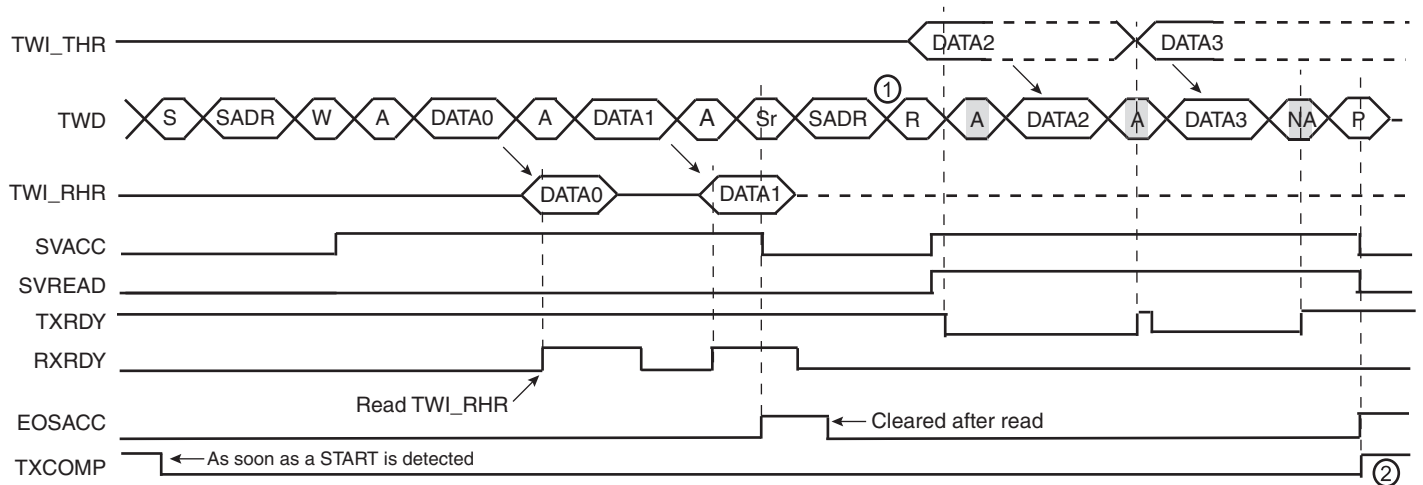 TWI_THR DATA2 DATA3
①
TWD S SADR W A DATA0 A DATA1 A Sr SADR R A DATA2 A DATA3 NA P
TWI_RHR DATA0 DATA1
SVACC
SVREAD
TXRDY
RXRDY
Read TWI_RHR
EOSACC Cleared after read
TXCOMP As soon as a START is detected ②